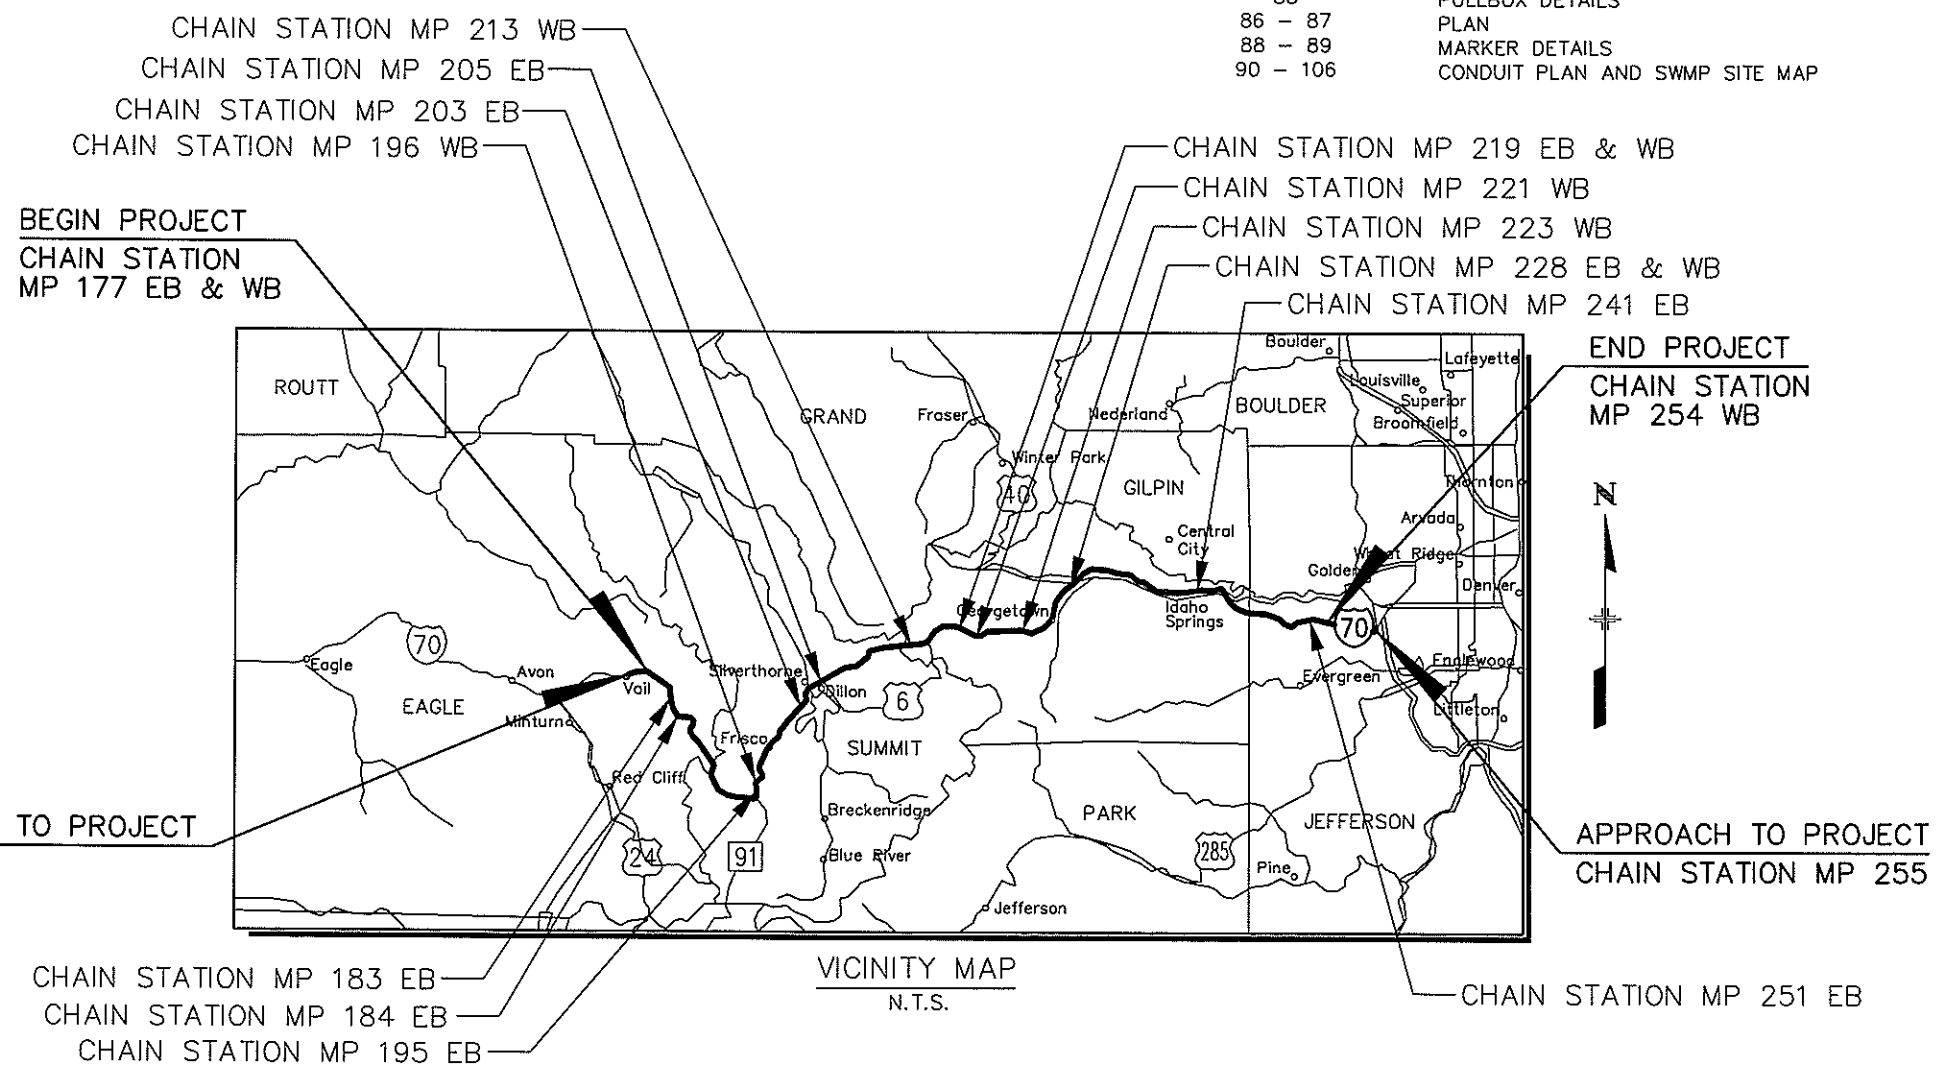 PULLBOX DETAILS
86 - 87 PLAN
88 - 89 MARKER DETAILS
90 - 106 CONDUIT PLAN AND SWMP SITE MAP
CHAIN STATION MP 213 WB
CHAIN STATION MP 205 EB
CHAIN STATION MP 203 EB
CHAIN STATION MP 196 WB
BEGIN PROJECT
CHAIN STATION
MP 177 EB & WB
CHAIN STATION MP 219 EB & WB
CHAIN STATION MP 221 WB
CHAIN STATION MP 223 WB
CHAIN STATION MP 228 EB & WB
CHAIN STATION MP 241 EB
END PROJECT
CHAIN STATION
MP 254 WB
ROUTT
GRAND
Fraser
Winter Park
40
Nederland
BOULDER
Boulder
Lafayette
Louisville
Superior
Broomfield
Thornton
GILPIN
Central
City
Arvada
Wheat Ridge
Golden
Denver
N
Georgetown
Idaho
Springs
70
Eagle
70
Avon
Vail
EAGLE
Minturn
Silverthorne
Dillon
6
Frisco
SUMMIT
Evergreen
Englewood
Littleton
Red Cliff
Breckenridge
PARK
JEFFERSON
24
91
Blue River
285
Pine
Jefferson
TO PROJECT
APPROACH TO PROJECT
CHAIN STATION MP 255
CHAIN STATION MP 183 EB
CHAIN STATION MP 184 EB
CHAIN STATION MP 195 EB
VICINITY MAP
N.T.S.
CHAIN STATION MP 251 EB